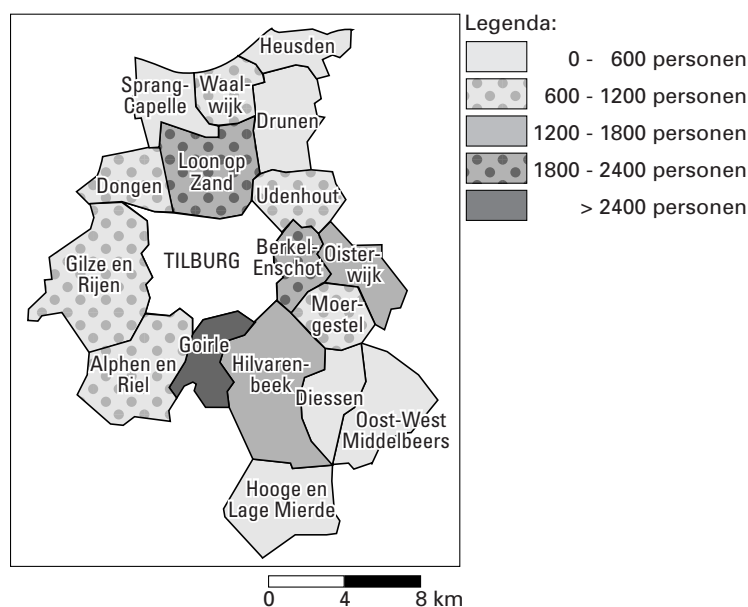 Heusden
Sprang-
Capelle
Waal-
wijk
Drunen
Loon op
Zand
Dongen
Udenhout
Gilze en
Rijen
TILBURG
Berkel-
Enschot
Oister-
wijk
Moer-
gestel
Goirle
Alphen en
Riel
Hilvaren-
beek
Diessen
Oost-West
Middelbeers
Hooge en
Lage Mierde
Legenda:
0 - 600 personen
600 - 1200 personen
1200 - 1800 personen
1800 - 2400 personen
> 2400 personen
0 4 8 km